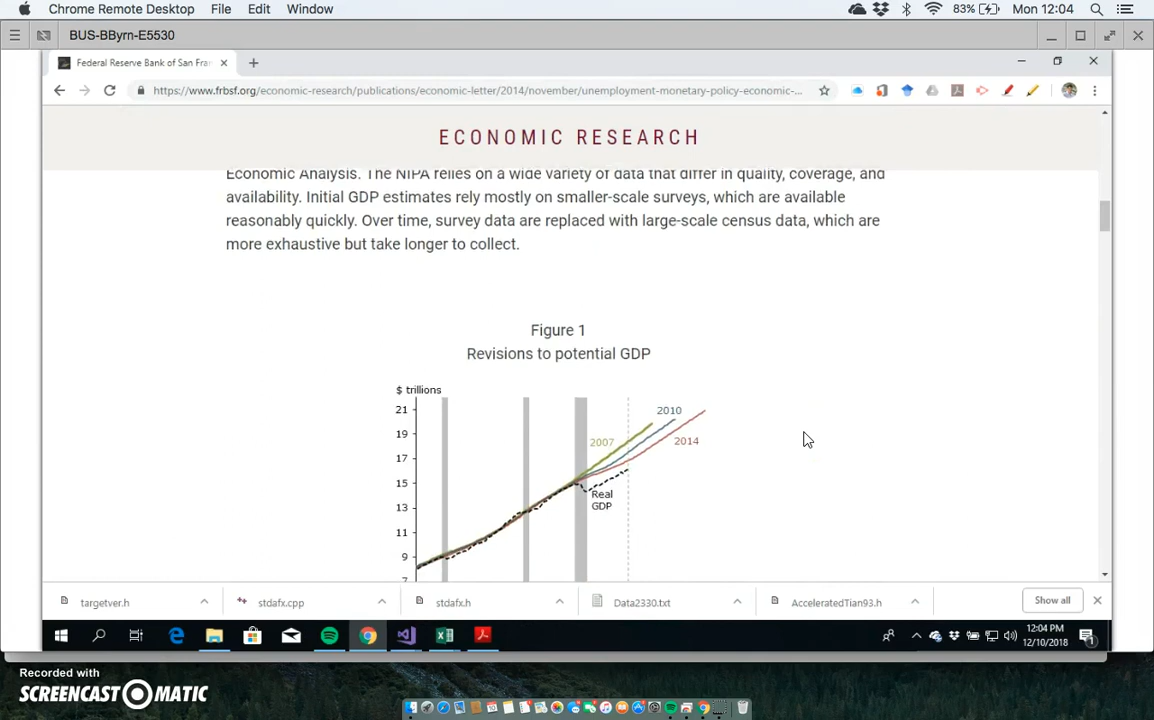 Chrome Remote Desktop File Edit Window 83% Mon 12:04
BUS-BByrn-E5530
Federal Reserve Bank of San Fra
https://www.frbsf.org/economic-research/publications/economic-letter/2014/november/unemployment-monetary-policy-economic-...
ECONOMIC RESEARCH
Economic Analysis. The NIPA relies on a wide variety of data that differ in quality, coverage, and
availability. Initial GDP estimates rely mostly on smaller-scale surveys, which are available
reasonably quickly. Over time, survey data are replaced with large-scale census data, which are
more exhaustive but take longer to collect.
Figure 1
Revisions to potential GDP
$ trillions
21
19
17
15
13
11
9
7
2007
2010
2014
Real
GDP
targetver.h stdafx.cpp stdafx.h Data2330.txt AcceleratedTian93.h Show all
12:04 PM
12/10/2018
1
Recorded with
SCREENCAST-O-MATIC